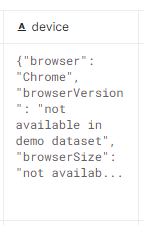 A device
{"browser":
"Chrome",
"browserVersion
": "not
available in
demo dataset",
"browserSize":
"not availab...